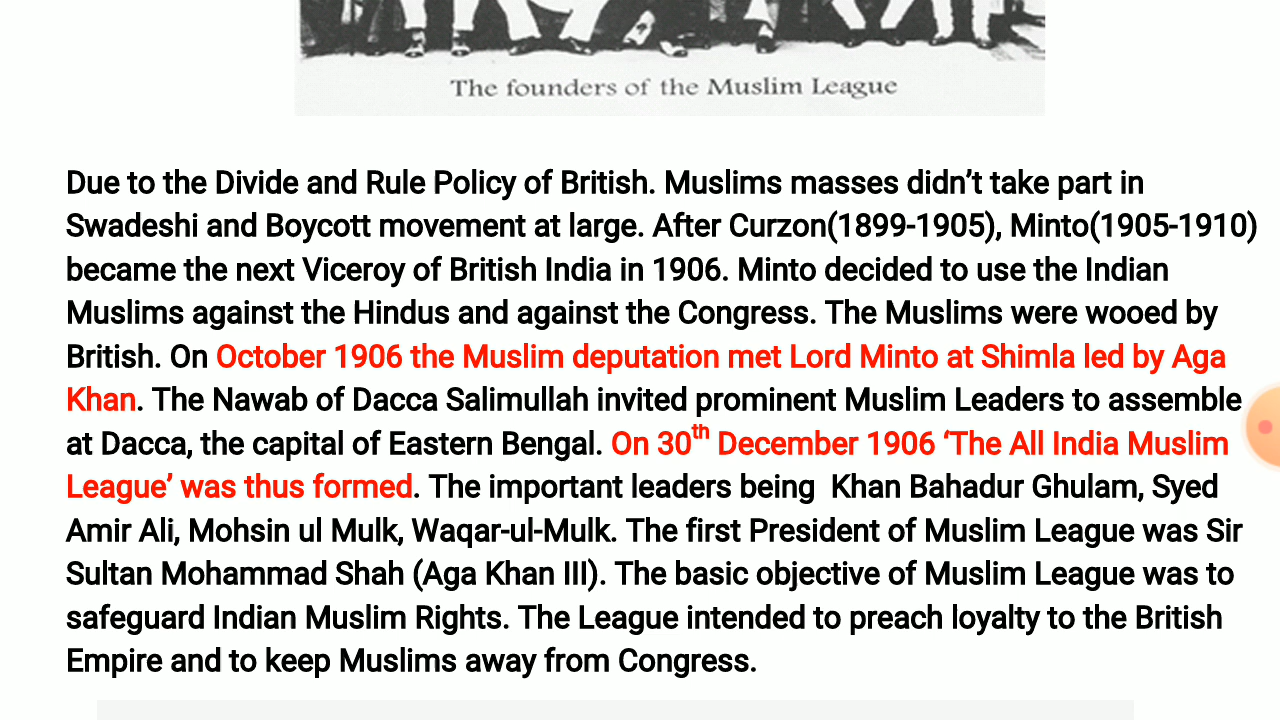 The founders of the Muslim League
Due to the Divide and Rule Policy of British. Muslims masses didn’t take part in
Swadeshi and Boycott movement at large. After Curzon(1899-1905), Minto(1905-1910)
became the next Viceroy of British India in 1906. Minto decided to use the Indian
Muslims against the Hindus and against the Congress. The Muslims were wooed by
British. On October 1906 the Muslim deputation met Lord Minto at Shimla led by Aga
Khan. The Nawab of Dacca Salimullah invited prominent Muslim Leaders to assemble
at Dacca, the capital of Eastern Bengal. On 30th December 1906 ‘The All India Muslim
League’ was thus formed. The important leaders being  Khan Bahadur Ghulam, Syed
Amir Ali, Mohsin ul Mulk, Waqar-ul-Mulk. The first President of Muslim League was Sir
Sultan Mohammad Shah (Aga Khan III). The basic objective of Muslim League was to
safeguard Indian Muslim Rights. The League intended to preach loyalty to the British
Empire and to keep Muslims away from Congress.